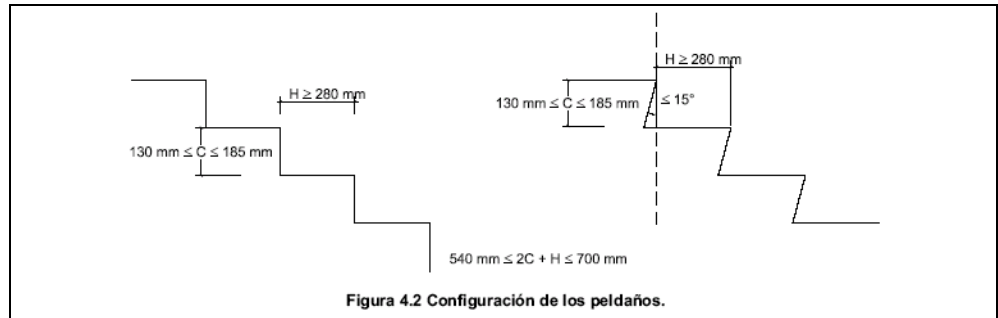 H ≥ 280 mm
130 mm ≤ C ≤ 185 mm
H ≥ 280 mm
130 mm ≤ C ≤ 185 mm
≤ 15°
540 mm ≤ 2C + H ≤ 700 mm
Figura 4.2 Configuración de los peldaños.